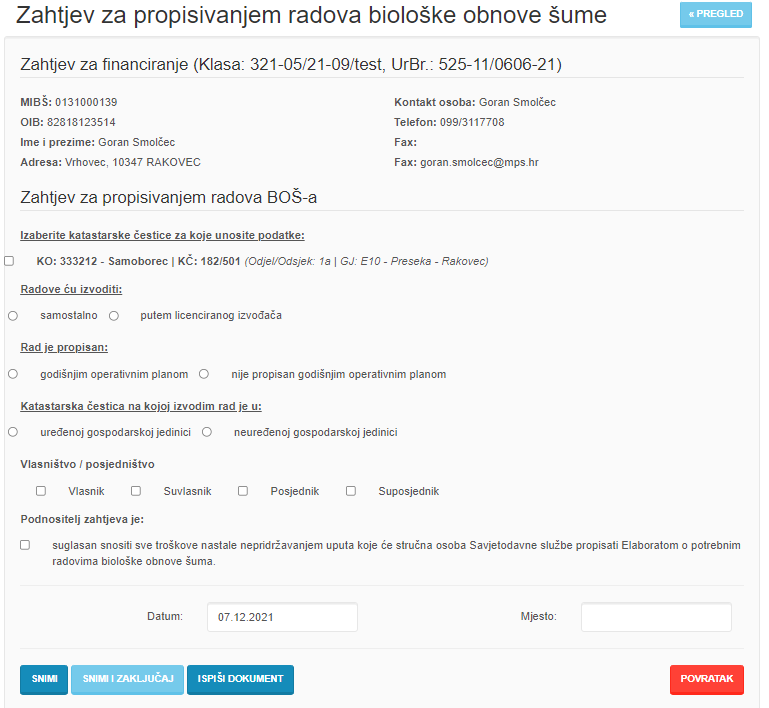 Zahtjev za propisivanjem radova biološke obnove šume
« PREGLED
Zahtjev za financiranje (Klasa: 321-05/21-09/test, UrBr.: 525-11/0606-21)
MIBŠ: 0131000139
Kontakt osoba: Goran Smolčec
OIB: 82818123514
Telefon: 099/3117708
Ime i prezime: Goran Smolčec
Fax:
Adresa: Vrhovec, 10347 RAKOVEC
Fax: goran.smolcec@mps.hr
Zahtjev za propisivanjem radova BOŠ-a
Izaberite katastarske čestice za koje unosite podatke:
KO: 333212 - Samoborec | KČ: 182/501 (Odjel/Odsjek: 1a | GJ: E10 - Preseka - Rakovec)
Radove ću izvoditi:
samostalno putem licenciranog izvođača
Rad je propisan:
godišnjim operativnim planom nije propisan godišnjim operativnim planom
Katastarska čestica na kojoj izvodim rad je u:
uređenoj gospodarskoj jedinici neuređenoj gospodarskoj jedinici
Vlasništvo / posjedništvo
Vlasnik Suvlasnik Posjednik Suposjednik
Podnositelj zahtjeva je:
suglasan snositi sve troškove nastale nepridržavanjem uputa koje će stručna osoba Savjetodavne službe propisati Elaboratom o potrebnim
radovima biološke obnove šuma.
Datum: 07.12.2021 Mjesto:
SNIMI SNIMI I ZAKLJUČAJ ISPIŠI DOKUMENT POVRATAK